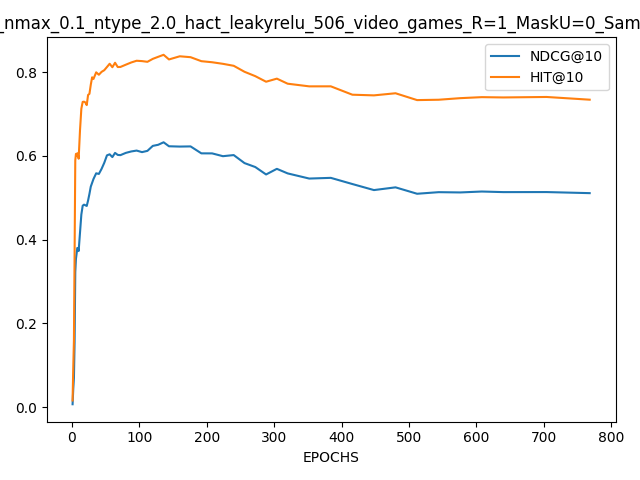 _nmax_0.1_ntype_2.0_hact_leakyrelu_506_video_games_R=1_MaskU=0_Sam
NDCG@10
HIT@10
0.8
0.6
0.4
0.2
0.0
0 100 200 300 400 500 600 700 800
EPOCHS